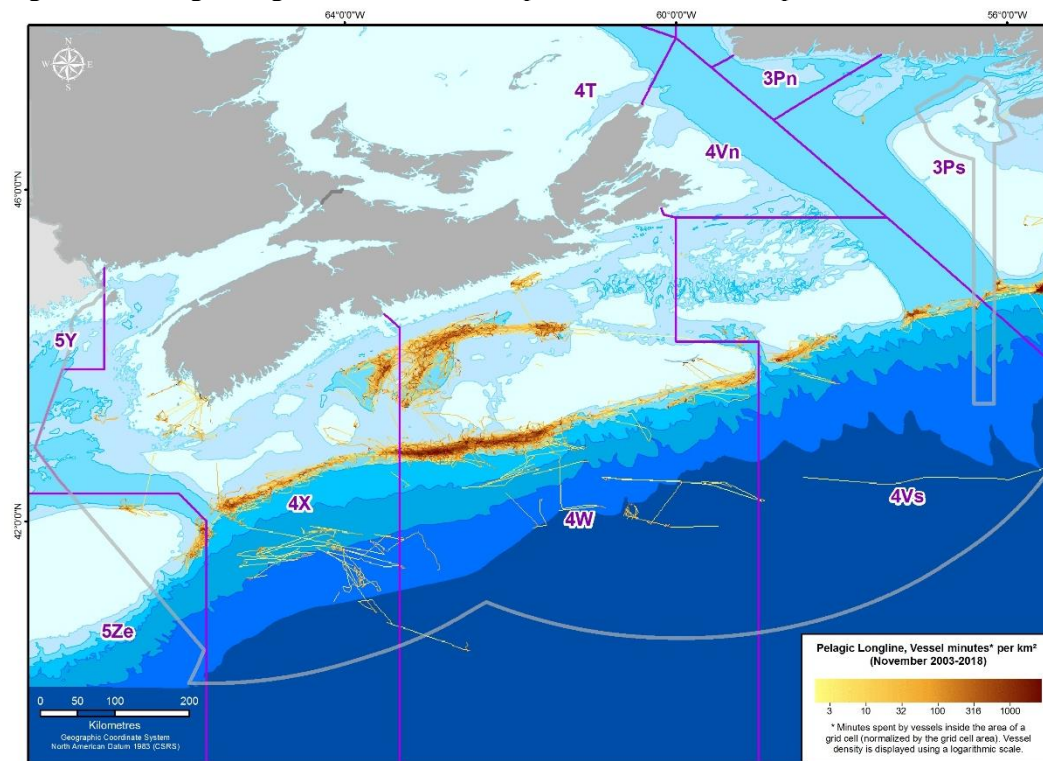 64°0'0"W 60°0'0"W 56°0'0"W
N
W E
S
4T
3Pn
4Vn
3Ps
46°0'0"N
5Y
4X
4W
4Vs
42°0'0"N
5Ze
Pelagic Longline, Vessel minutes* per km²
(November 2003-2018)
3 10 32 100 316 1000
* Minutes spent by vessels inside the area of a
grid cell (normalized by the grid cell area). Vessel
density is displayed using a logarithmic scale.
0 50 100 200
Kilometres
Geographic Coordinate System
North American Datum 1983 (CSRS)